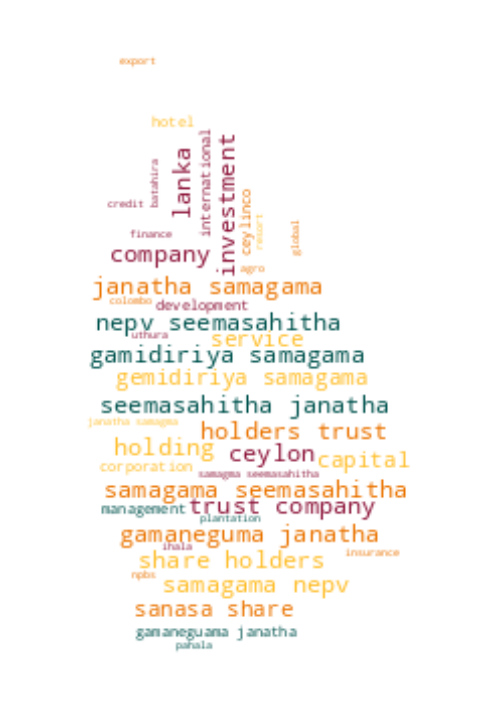 export
hotel
batahira
lanka
international
investment
credit
ceylinco
resort
global
finance
company
agro
janatha samagama
colombo
development
nepv seemasahitha
uthura
service
gamidiriya samagama
gemidiriya samagama
seemasahitha janatha
janatha samagma
holders trust
holding
ceylon
capital
corporation
samagma seemasahitha
samagama seemasahitha
management
trust company
plantation
gamaneguma janatha
ihala
insurance
share holders
npbs
samagama nepv
sanasa share
gamaneguama janatha
pahala